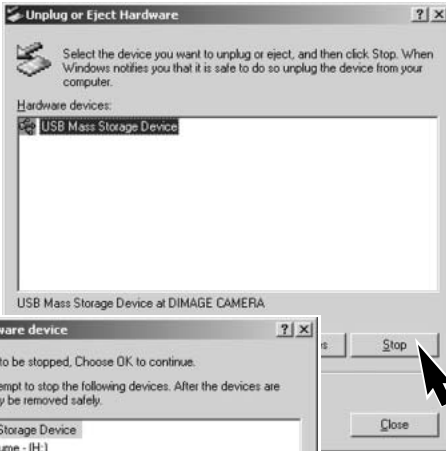 Unplug or Eject Hardware
Select the device you want to unplug or eject, and then click Stop. When
Windows notifies you that it is safe to do so unplug the device from your
computer.
Hardware devices:
USB Mass Storage Device
USB Mass Storage Device at DIMAGE CAMERA
Stop
Close
device
to be stopped, Choose OK to continue.
to stop the following devices. After the devices are
be removed safely.
Storage Device
(H:)